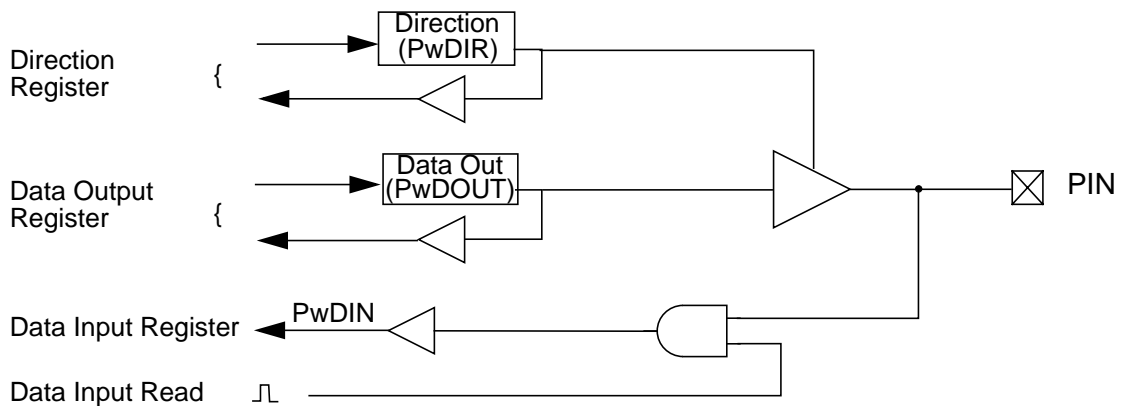 Direction
(PwDIR)
Direction
Register
{
Data Out
(PwDOUT)
Data Output
Register
{
PIN
PwDIN
Data Input Register
Data Input Read